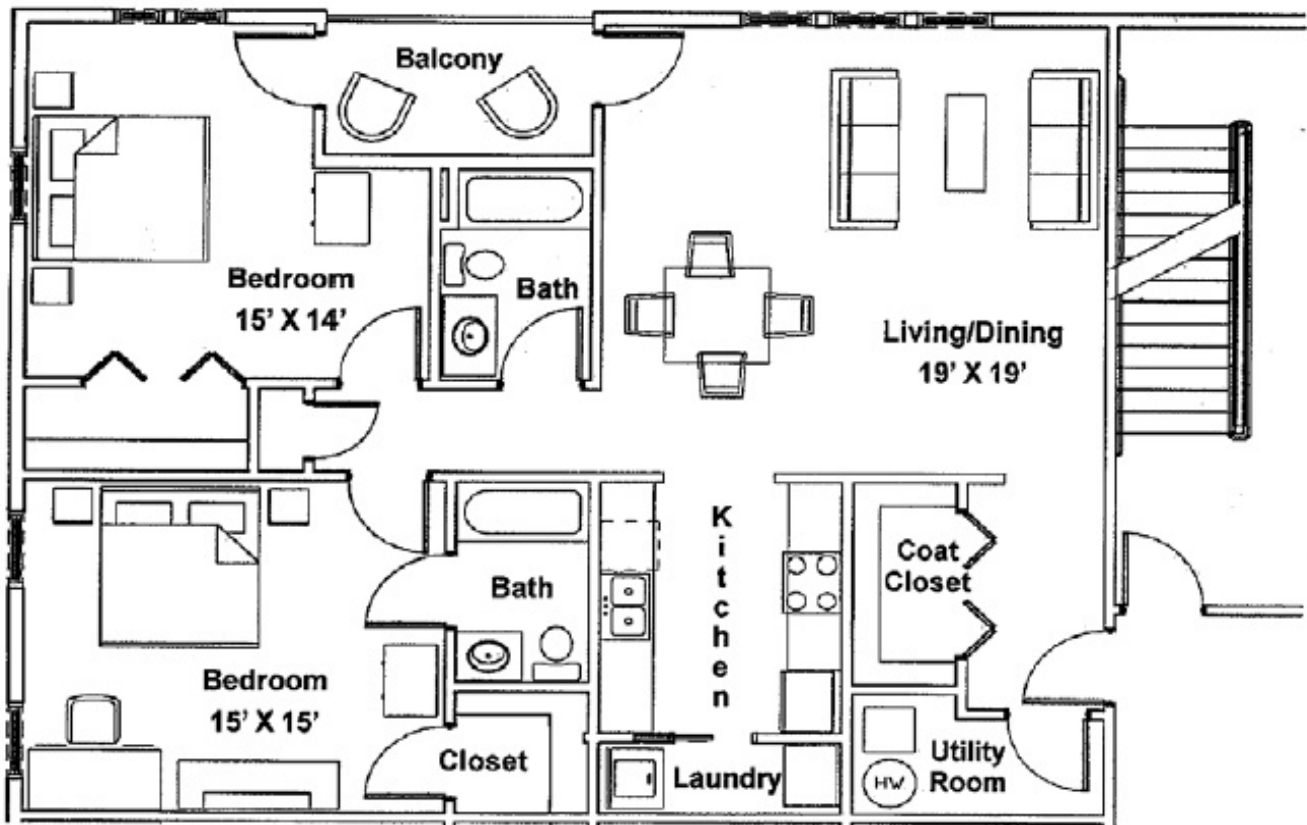 Balcony
Bedroom
15' X 14'
Bath
Living/Dining
19' X 19'
Kitchen
Coat
Closet
Bath
Bedroom
15' X 15'
Closet
Laundry
Utility
Room
HW